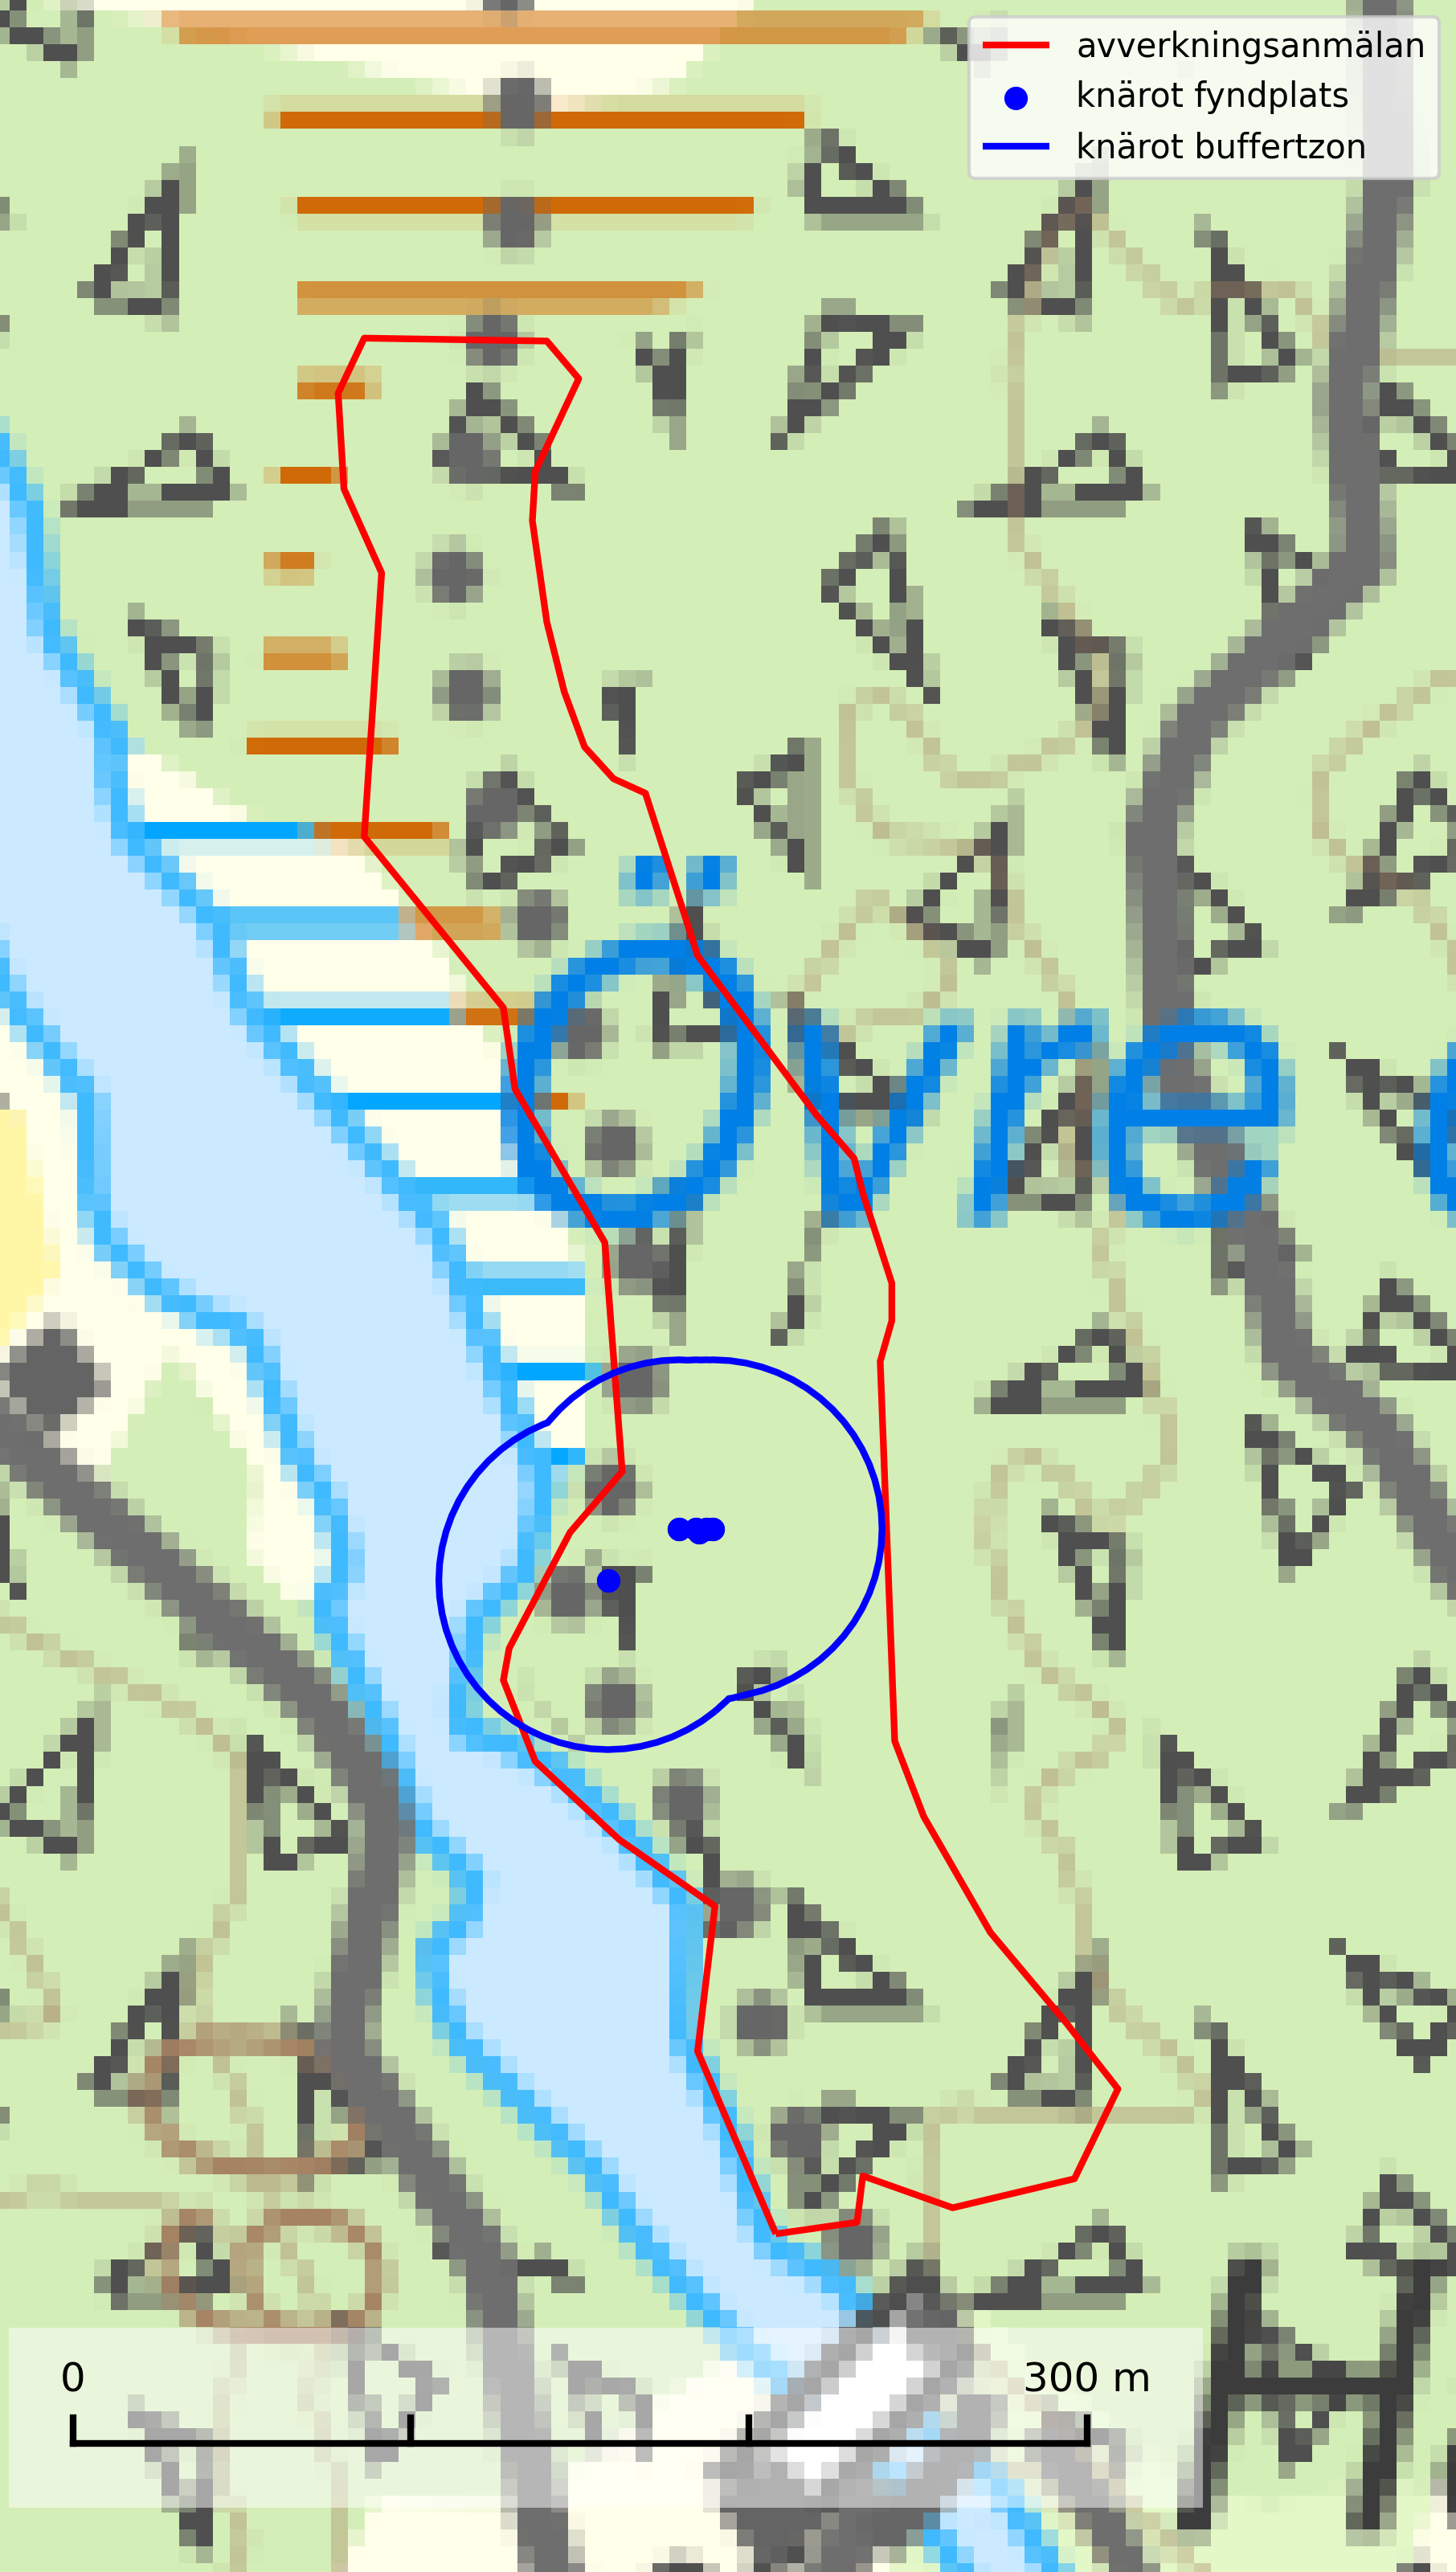 avverkningsanmälan
knärot fyndplats
knärot buffertzon
Övre
0 300 m